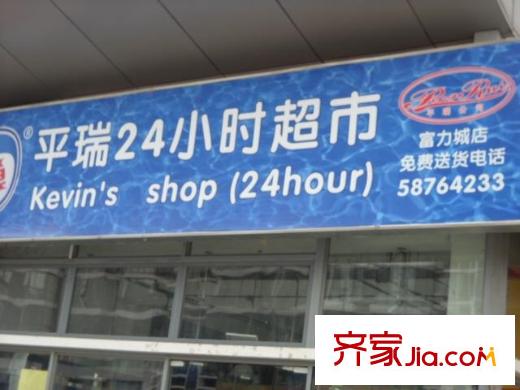 ®
平瑞24小时超市
Kevin's shop (24hour)
富力城店
免费送货电话
58764233
齐家Jia.com